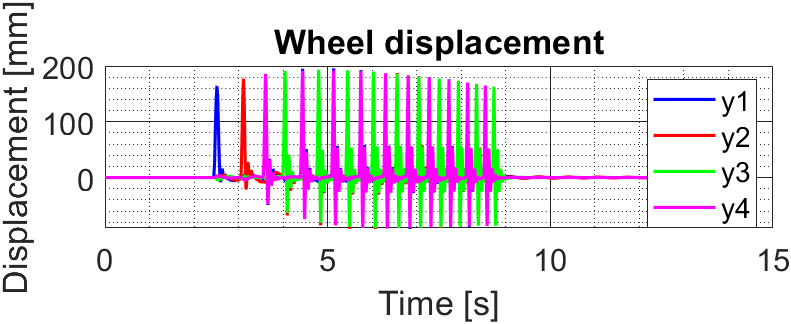 Wheel displacement
Displacement [mm]
200
100
0
0
5
10
15
Time [s]
y1
y2
y3
y4